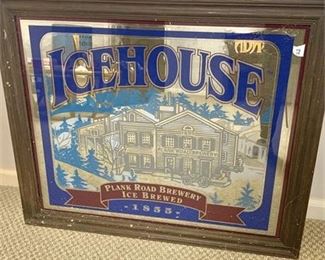 ICEHOUSE
PLANK ROAD BREWERY
ICE BREWED
-1855-